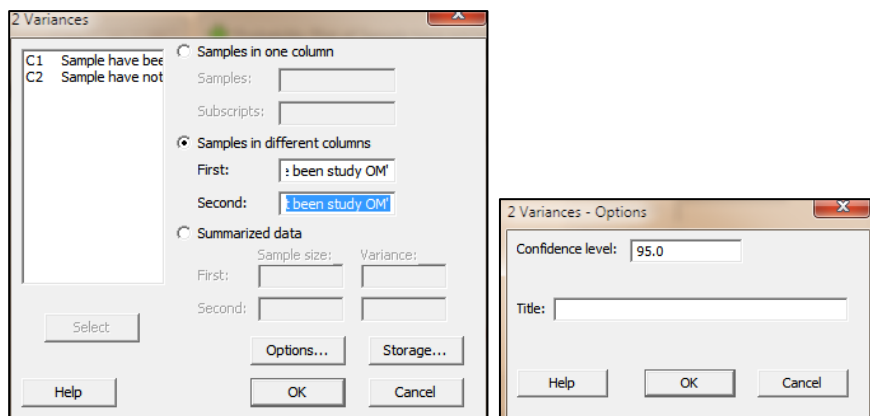 2 Variances
C1 Sample have bee
C2 Sample have not
Samples in one column
Samples:
Subscripts:
Samples in different columns
First: e been study OM'
Second: t been study OM'
Summarized data
Sample size: Variance:
First:
Second:
Select
Options... Storage...
Help OK Cancel
2 Variances - Options
Confidence level: 95.0
Title:
Help OK Cancel